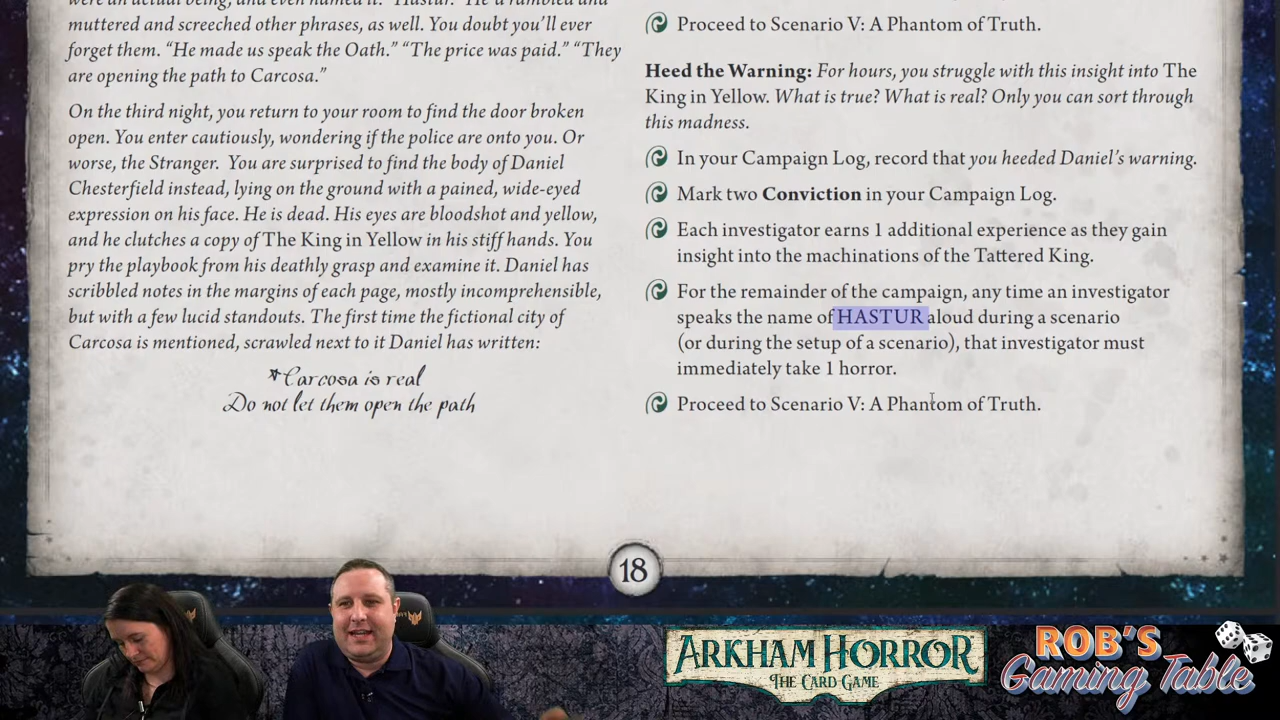 were an actual being, and even named it: "Hastur." He'd rambled and
muttered and screeched other phrases, as well. You doubt you'll ever
forget them. “He made us speak the Oath.” “The price was paid.” “They
are opening the path to Carcosa.”
On the third night, you return to your room to find the door broken
open. You enter cautiously, wondering if the police are onto you. Or
worse, the Stranger. You are surprised to find the body of Daniel
Chesterfield instead, lying on the ground with a pained, wide-eyed
expression on his face. He is dead. His eyes are bloodshot and yellow,
and he clutches a copy of The King in Yellow in his stiff hands. You
pry the playbook from his deathly grasp and examine it. Daniel has
scribbled notes in the margins of each page, mostly incomprehensible,
but with a few lucid standouts. The first time the fictional city of
Carcosa is mentioned, scrawled next to it Daniel has written:
*Carcosa is real
Do not let them open the path
Proceed to Scenario V: A Phantom of Truth.
Heed the Warning: For hours, you struggle with this insight into The
King in Yellow. What is true? What is real? Only you can sort through
this madness.
In your Campaign Log, record that you heeded Daniel’s warning.
Mark two Conviction in your Campaign Log.
Each investigator earns 1 additional experience as they gain
insight into the machinations of the Tattered King.
For the remainder of the campaign, any time an investigator
speaks the name of HASTUR aloud during a scenario
(or during the setup of a scenario), that investigator must
immediately take 1 horror.
Proceed to Scenario V: A Phantom of Truth.
18
ARKHAM HORROR
THE CARD GAME
ROB'S
Gaming Table